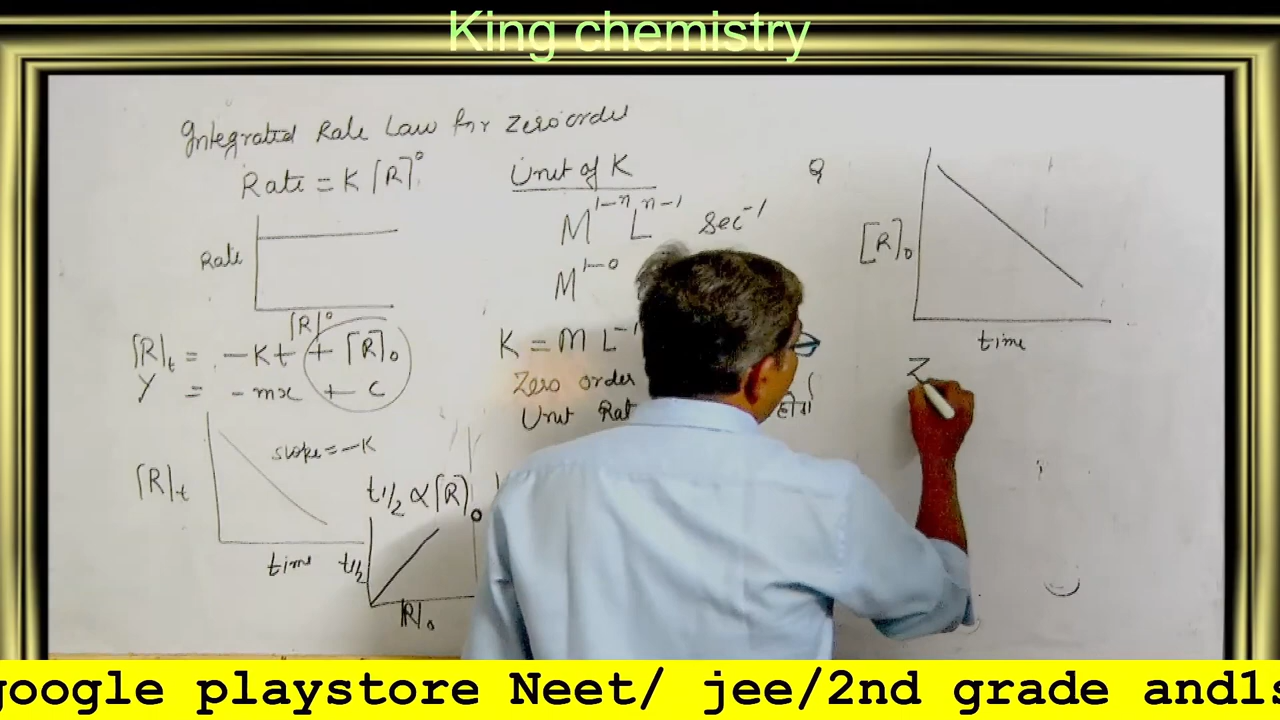 King chemistry
Integrated Rate Law for zero order
Rate = K [R]⁰
Rate
[R]⁰
[R]t = -Kt + [R]₀
Y = -mx + c
[R]t
slope = -K
time
t1/2 ∝ [R]₀
t1/2
[R]₀
Unit of K
M^1-n L^n-1 Sec^-1
M^1-0
K = M L^-1
Zero order
Unit
होगा
Q
[R]₀
time
Z
google playstore Neet/ jee/2nd grade and1s